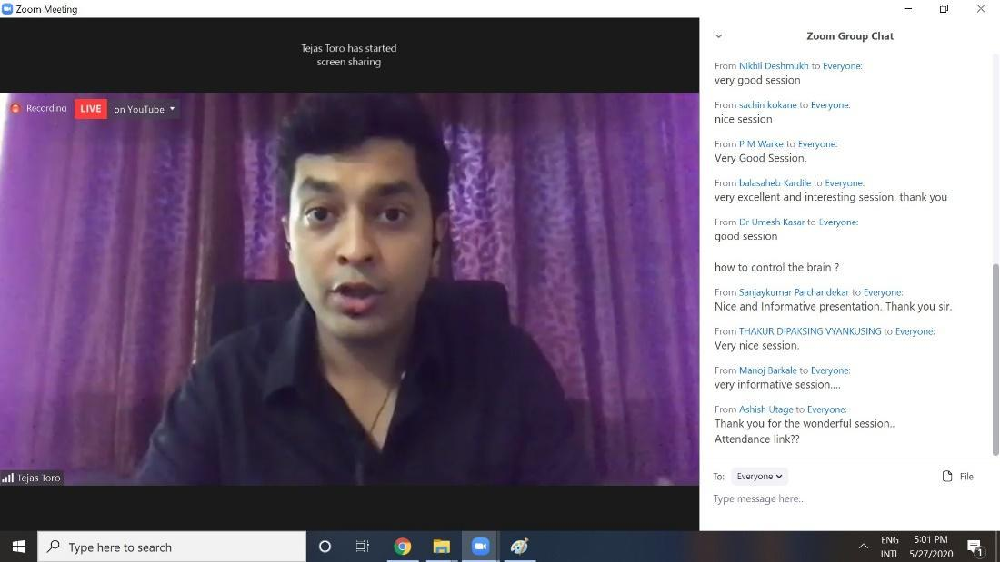 Zoom Meeting
Tejas Toro has started
screen sharing
Recording
LIVE
on YouTube
Tejas Toro
Zoom Group Chat
From Nikhil Deshmukh to Everyone:
very good session
From sachin kokane to Everyone:
nice session
From P M Warke to Everyone:
Very Good Session.
From balasaheb Kardile to Everyone:
very excellent and interesting session. thank you
From Dr Umesh Kasar to Everyone:
good session
how to control the brain ?
From Sanjaykumar Parchandekar to Everyone:
Nice and Informative presentation. Thank you sir.
From THAKUR DIPAKSING VYANKUSING to Everyone:
Very nice session.
From Manoj Barkale to Everyone:
very informative session....
From Ashish Utage to Everyone:
Thank you for the wonderful session..
Attendance link??
To: Everyone
File
Type message here...
Type here to search
ENG
INTL
5:01 PM
5/27/2020
1